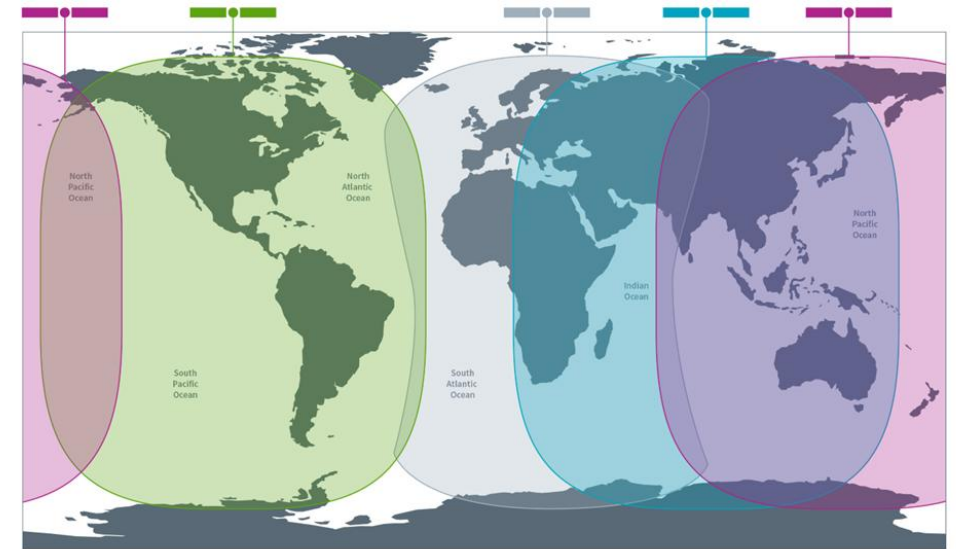 North
Pacific
Ocean
North
Atlantic
Ocean
North
Pacific
Ocean
Indian
Ocean
South
Pacific
Ocean
South
Atlantic
Ocean